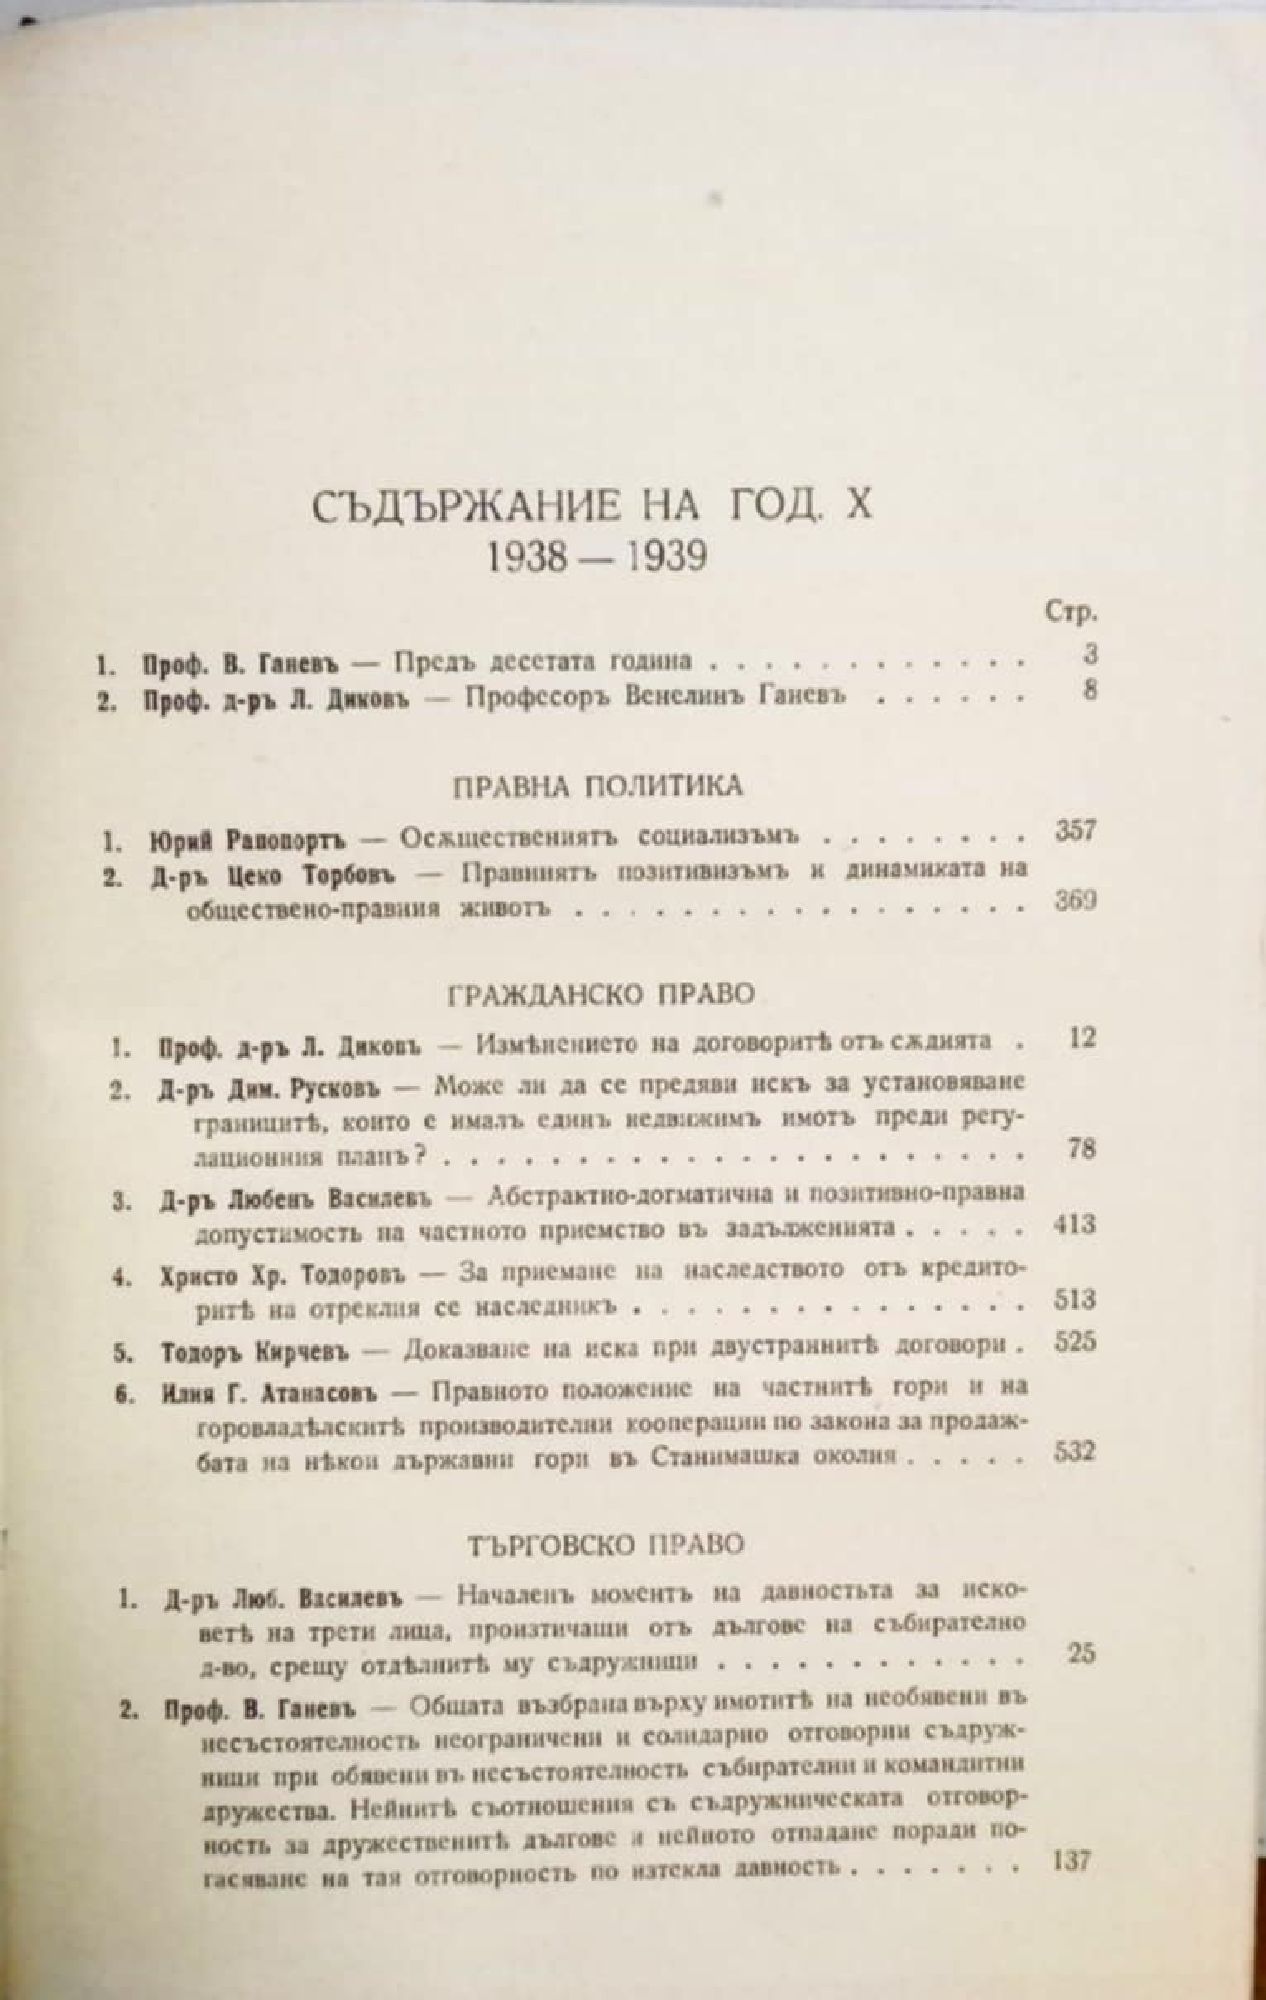 СЪДЪРЖАНИЕ НА ГОД. X
1938 — 1939
Стр.
1. Проф. В. Ганевъ — Предъ десетата година . . . . . . . . . . . . 3
2. Проф. д-ръ Л. Диковъ — Професоръ Венелинъ Ганевъ . . . . . . 8
ПРАВНА ПОЛИТИКА
1. Юрий Рапопортъ — Осѫществениятъ социализъмъ . . . . . . . . 357
2. Д-ръ Цеко Торбовъ — Правниятъ позитивизъмъ и динамиката на
обществено-правния животъ . . . . . . . . . . . . . . . . . 369
ГРАЖДАНСКО ПРАВО
1. Проф. д-ръ Л. Диковъ — Измѣнението на договоритѣ отъ сѫдията . 12
2. Д-ръ Дим. Русковъ — Може ли да се предяви искъ за установяване
границитѣ, които е ималъ единъ недвижимъ имотъ преди регу-
лационния планъ? . . . . . . . . . . . . . . . . . . . . . . 78
3. Д-ръ Любенъ Василевъ — Абстрактно-догматична и позитивно-правна
допустимость на частното приемство въ задълженията . . . . . 413
4. Христо Хр. Тодоровъ — За приемане на наследството отъ кредито-
ритѣ на отреклия се наследникъ . . . . . . . . . . . . . . . 513
5. Тодоръ Кирчевъ — Доказване на иска при двустраннитѣ договори . 525
6. Илия Г. Атанасовъ — Правното положение на частнитѣ гори и на
горовладѣлскитѣ производителни кооперации по закона за продаж-
бата на нѣкои държавни гори въ Станимашка околия . . . . . 532
ТЪРГОВСКО ПРАВО
1. Д-ръ Люб. Василевъ — Наченъ моментъ на давностьта за иско-
ветѣ на трети лица, произтичащи отъ дългове на събирателно
д-во, срещу отдѣлнитѣ му съдружници . . . . . . . . . . . . 25
2. Проф. В. Ганевъ — Общата възбрана върху имотитѣ на необявени въ
несъстоятелность неограничени и солидарно отговорни съдруж-
ници при обявени въ несъстоятелность събирателни и командитни
дружества. Нейнитѣ съотношения съ съдружническата отговор-
ность за дружественитѣ дългове и нейното отпадане поради по-
гасяване на тая отговорность по изтекла давность . . . . . . . 137